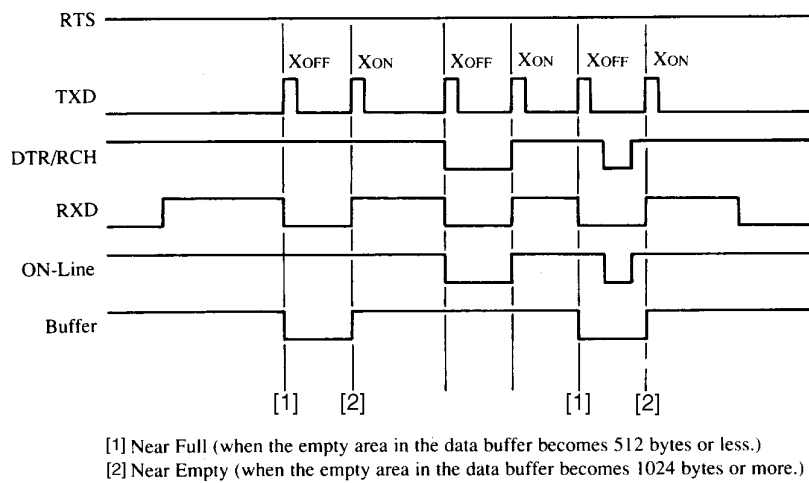 RTS
XOFF XON XOFF XON XOFF XON
TXD
DTR/RCH
RXD
ON-Line
Buffer
[1] [2] [1] [2]
[1] Near Full (when the empty area in the data buffer becomes 512 bytes or less.)
[2] Near Empty (when the empty area in the data buffer becomes 1024 bytes or more.)